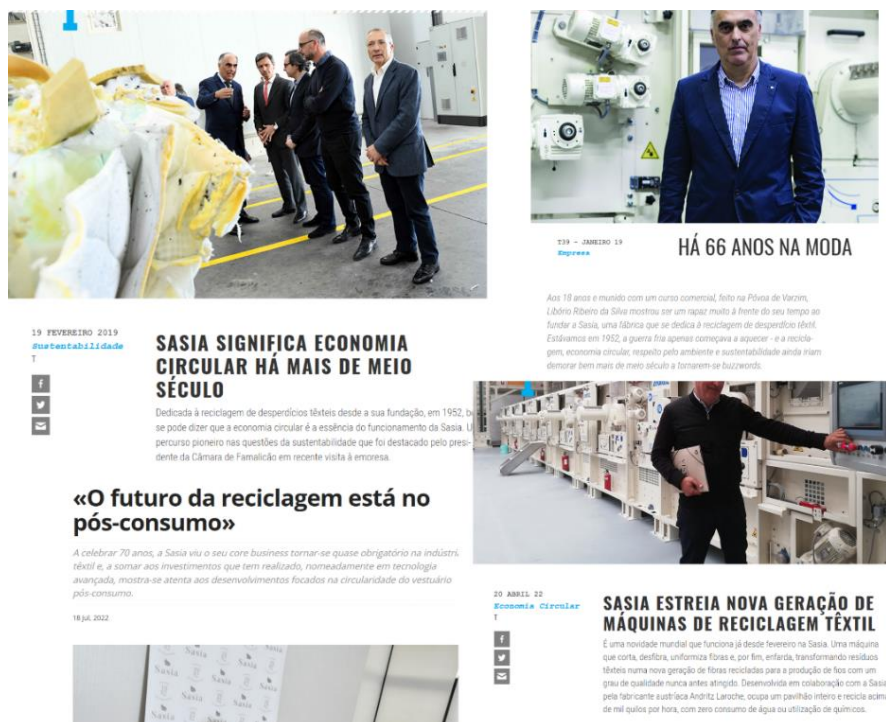 T39 - JANEIRO 19
Empresa
HÁ 66 ANOS NA MODA
Aos 18 anos e munido com um curso comercial, feito na Póvoa de Varzim,
Libório Ribeiro da Silva mostrou ser um rapaz muito à frente do seu tempo ao
fundar a Sasia, uma fábrica que se dedica à reciclagem de desperdício têxtil.
Estávamos em 1952, a guerra fria apenas começava a aquecer - e a recicla-
gem, economia circular, respeito pelo ambiente e sustentabilidade ainda iriam
demorar bem mais de meio século a tornarem-se buzzwords.
19 FEVEREIRO 2019
Sustentabilidade
T
SASIA SIGNIFICA ECONOMIA
CIRCULAR HÁ MAIS DE MEIO
SÉCULO
Dedicada à reciclagem de desperdícios têxteis desde a sua fundação, em 1952,
se pode dizer que a economia circular é a essência do funcionamento da Sasia.
percurso pioneiro nas questões da sustentabilidade que foi destacado pelo presi-
dente da Câmara de Famalicão em recente visita à empresa.
«O futuro da reciclagem está no
pós-consumo»
A celebrar 70 anos, a Sasia viu o seu core business tornar-se quase obrigatório na indústri
têxtil e, a somar aos investimentos que tem realizado, nomeadamente em tecnologia
avançada, mostra-se atenta aos desenvolvimentos focados na circularidade do vestuário
pós-consumo.
18 Jul, 2022
Sasia
20 ABRIL 22
Economia Circular
T
SASIA ESTREIA NOVA GERAÇÃO DE
MÁQUINAS DE RECICLAGEM TÊXTIL
É uma novidade mundial que funciona já desde fevereiro na Sasia. Uma máquina
que corta, desfibra, uniformiza fibras e, por fim, enfarda, transformando resíduos
têxteis numa nova geração de fibras recicladas para a produção de fios com um
grau de qualidade nunca antes atingido. Desenvolvida em colaboração com a Sasia
pela fabricante austríaca Andritz Laroche, ocupa um pavilhão inteiro e recicla acima
de mil quilos por hora, com zero consumo de água ou utilização de químicos.